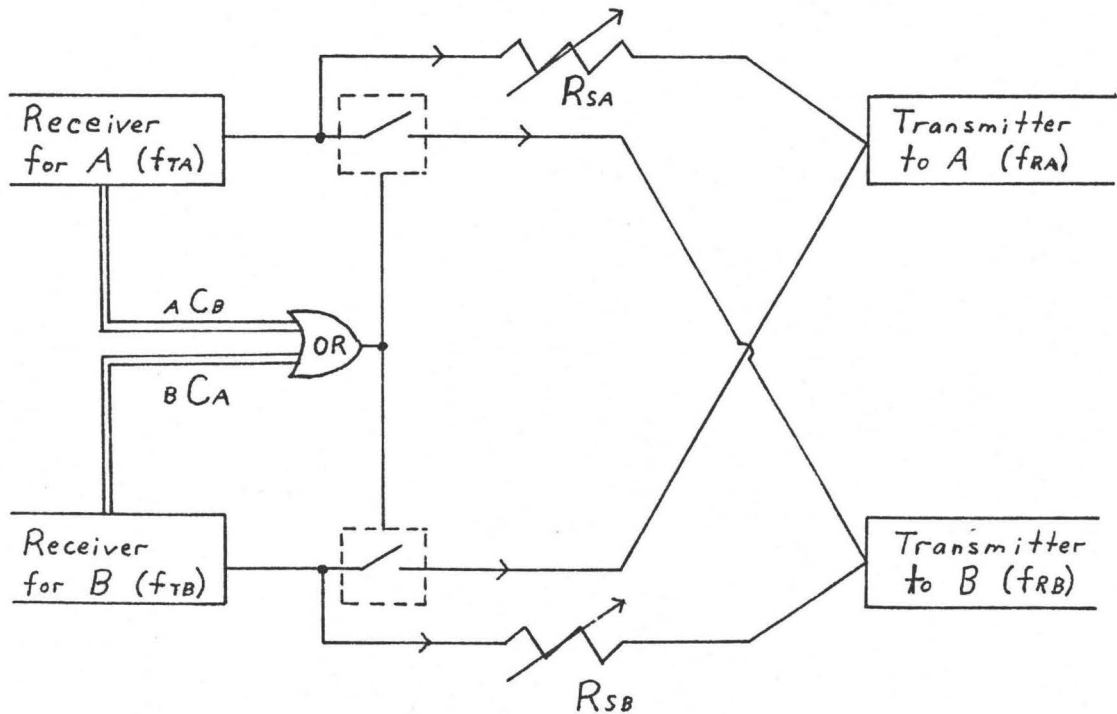 RSA
Receiver
for A (fTA)
Transmitter
to A (fRA)
A CB
OR
B CA
Receiver
for B (fTB)
Transmitter
to B (fRB)
RSB